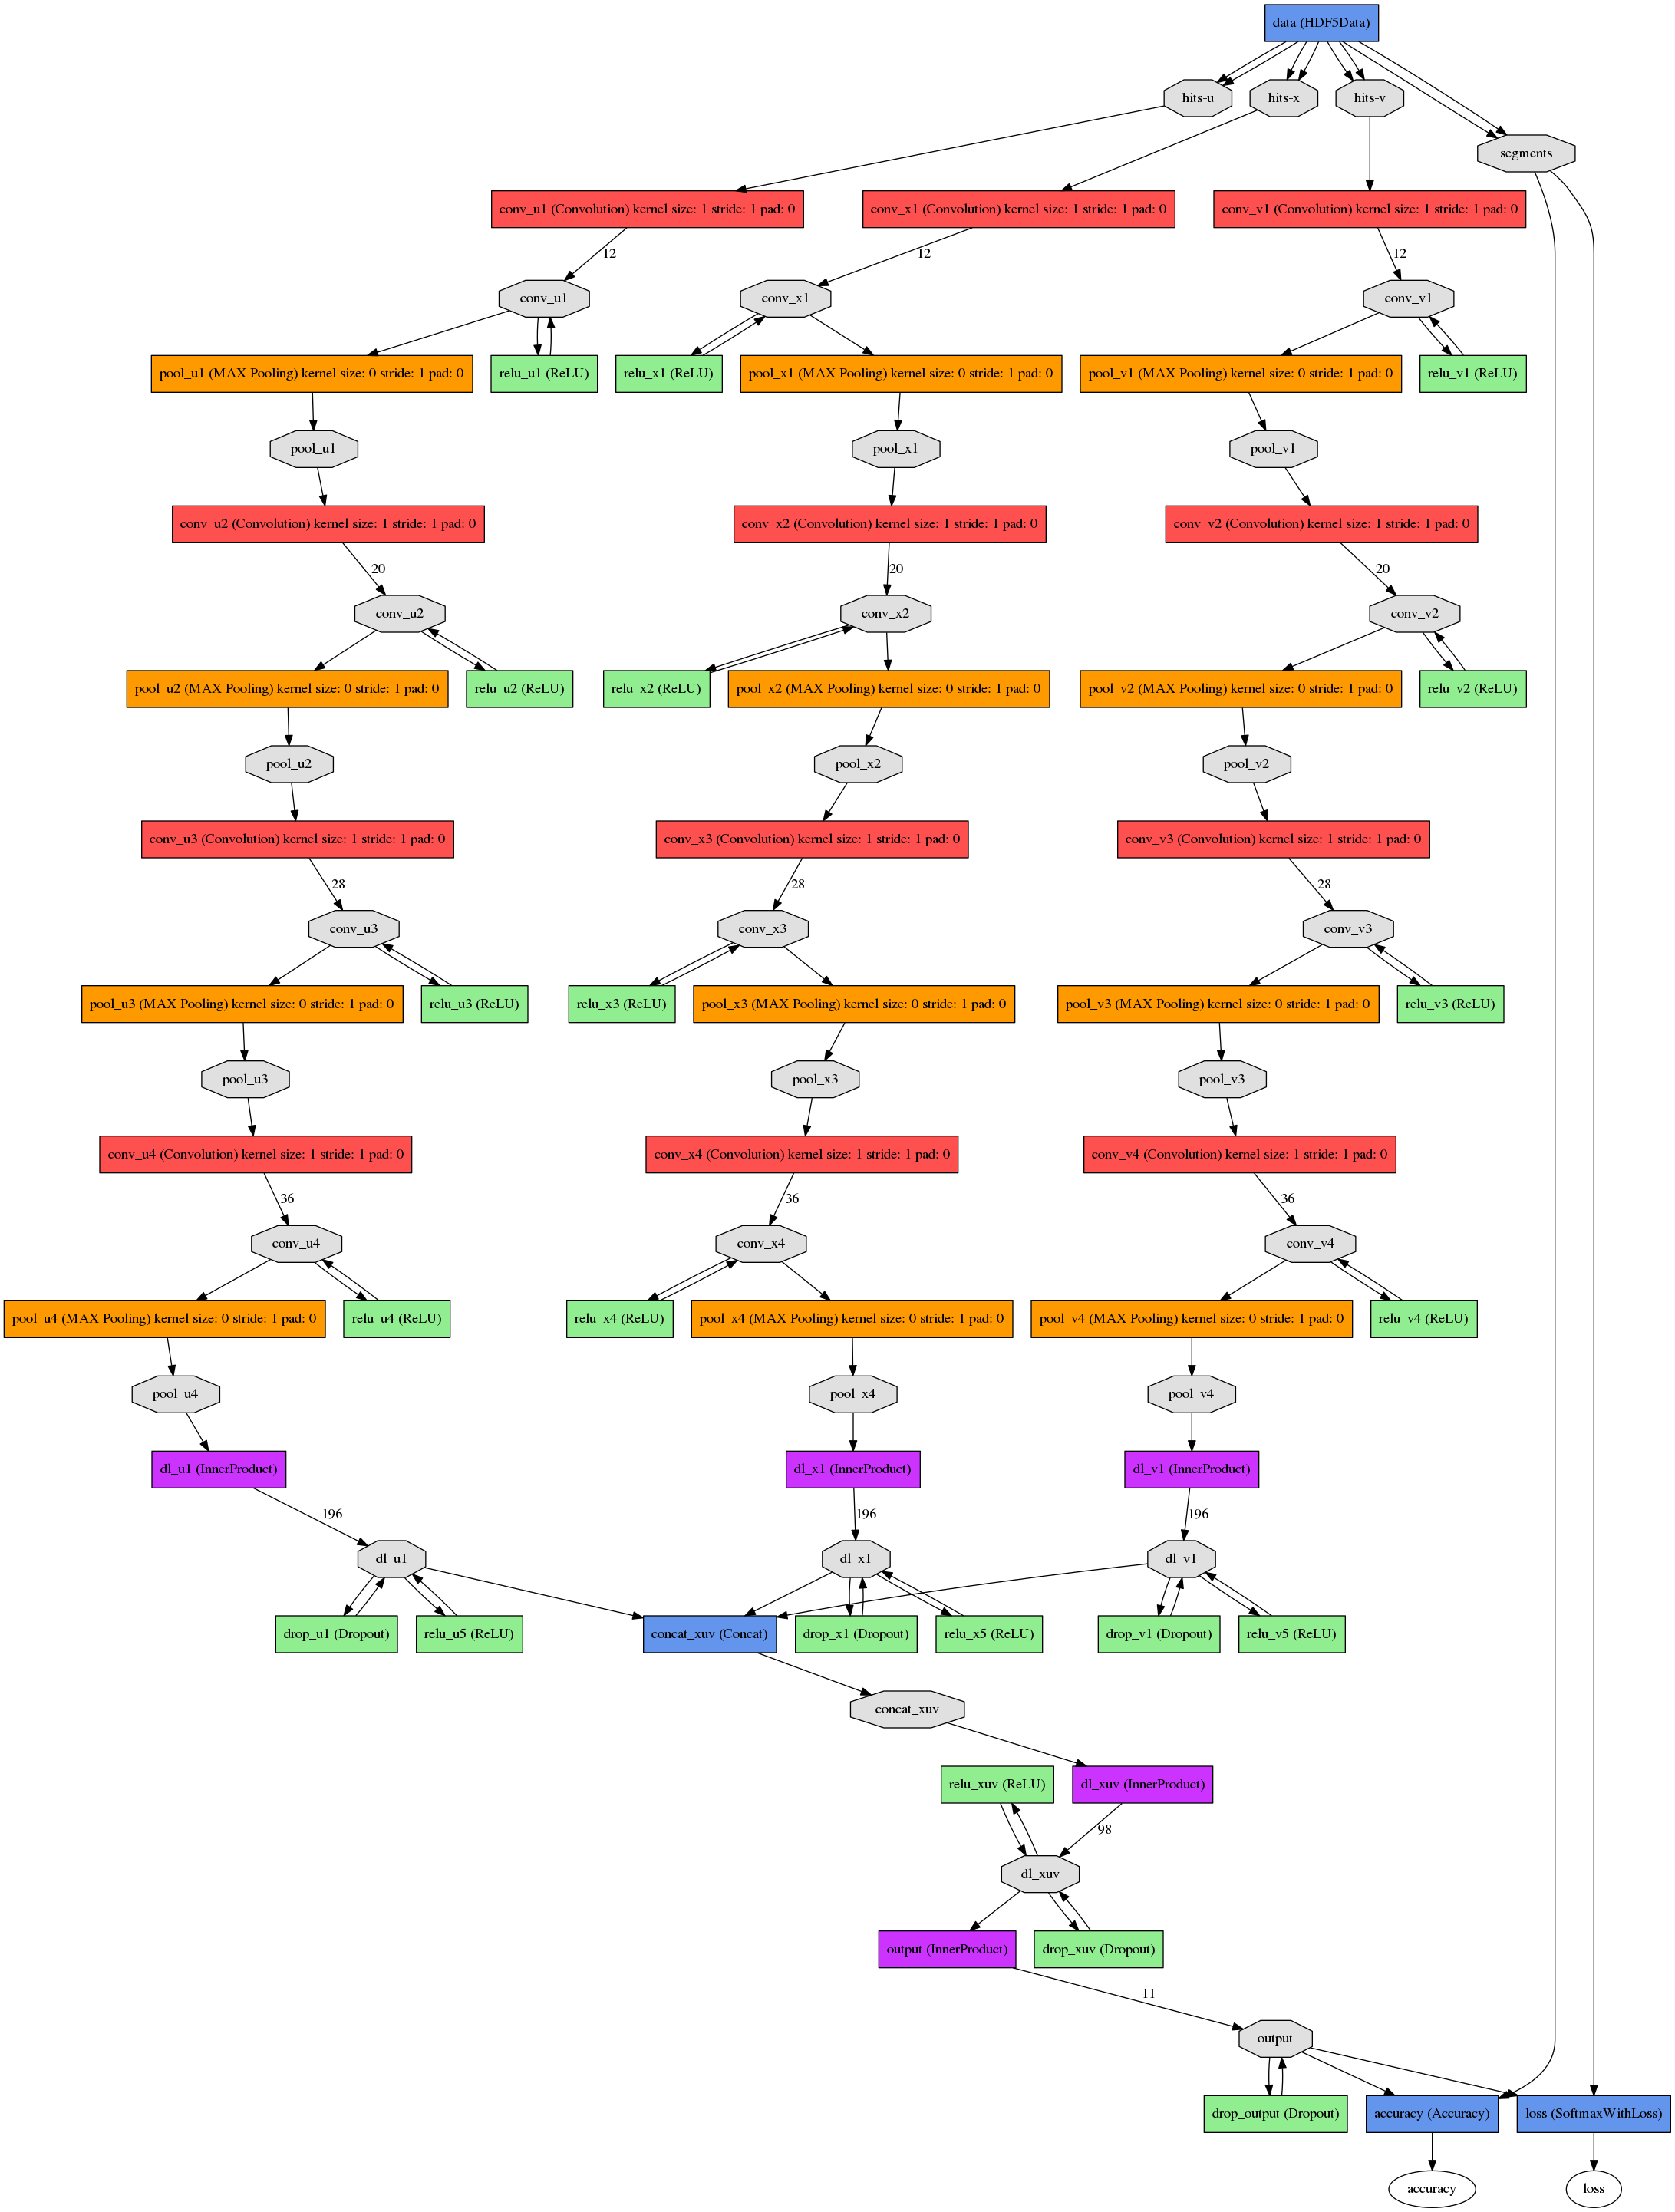 data (HDF5Data)
hits-u
hits-x
hits-v
segments
conv_u1 (Convolution) kernel size: 1 stride: 1 pad: 0
conv_x1 (Convolution) kernel size: 1 stride: 1 pad: 0
conv_v1 (Convolution) kernel size: 1 stride: 1 pad: 0
12
12
12
conv_u1
conv_x1
conv_v1
pool_u1 (MAX Pooling) kernel size: 0 stride: 1 pad: 0
relu_u1 (ReLU)
relu_x1 (ReLU)
pool_x1 (MAX Pooling) kernel size: 0 stride: 1 pad: 0
pool_v1 (MAX Pooling) kernel size: 0 stride: 1 pad: 0
relu_v1 (ReLU)
pool_u1
pool_x1
pool_v1
conv_u2 (Convolution) kernel size: 1 stride: 1 pad: 0
conv_x2 (Convolution) kernel size: 1 stride: 1 pad: 0
conv_v2 (Convolution) kernel size: 1 stride: 1 pad: 0
20
20
20
conv_u2
conv_x2
conv_v2
pool_u2 (MAX Pooling) kernel size: 0 stride: 1 pad: 0
relu_u2 (ReLU)
relu_x2 (ReLU)
pool_x2 (MAX Pooling) kernel size: 0 stride: 1 pad: 0
pool_v2 (MAX Pooling) kernel size: 0 stride: 1 pad: 0
relu_v2 (ReLU)
pool_u2
pool_x2
pool_v2
conv_u3 (Convolution) kernel size: 1 stride: 1 pad: 0
conv_x3 (Convolution) kernel size: 1 stride: 1 pad: 0
conv_v3 (Convolution) kernel size: 1 stride: 1 pad: 0
28
28
28
conv_u3
conv_x3
conv_v3
pool_u3 (MAX Pooling) kernel size: 0 stride: 1 pad: 0
relu_u3 (ReLU)
relu_x3 (ReLU)
pool_x3 (MAX Pooling) kernel size: 0 stride: 1 pad: 0
pool_v3 (MAX Pooling) kernel size: 0 stride: 1 pad: 0
relu_v3 (ReLU)
pool_u3
pool_x3
pool_v3
conv_u4 (Convolution) kernel size: 1 stride: 1 pad: 0
conv_x4 (Convolution) kernel size: 1 stride: 1 pad: 0
conv_v4 (Convolution) kernel size: 1 stride: 1 pad: 0
36
36
36
conv_u4
conv_x4
conv_v4
pool_u4 (MAX Pooling) kernel size: 0 stride: 1 pad: 0
relu_u4 (ReLU)
relu_x4 (ReLU)
pool_x4 (MAX Pooling) kernel size: 0 stride: 1 pad: 0
pool_v4 (MAX Pooling) kernel size: 0 stride: 1 pad: 0
relu_v4 (ReLU)
pool_u4
pool_x4
pool_v4
dl_u1 (InnerProduct)
dl_x1 (InnerProduct)
dl_v1 (InnerProduct)
196
196
196
dl_u1
dl_x1
dl_v1
drop_u1 (Dropout)
relu_u5 (ReLU)
concat_xuv (Concat)
drop_x1 (Dropout)
relu_x5 (ReLU)
drop_v1 (Dropout)
relu_v5 (ReLU)
concat_xuv
relu_xuv (ReLU)
dl_xuv (InnerProduct)
98
dl_xuv
output (InnerProduct)
drop_xuv (Dropout)
11
output
drop_output (Dropout)
accuracy (Accuracy)
loss (SoftmaxWithLoss)
accuracy
loss